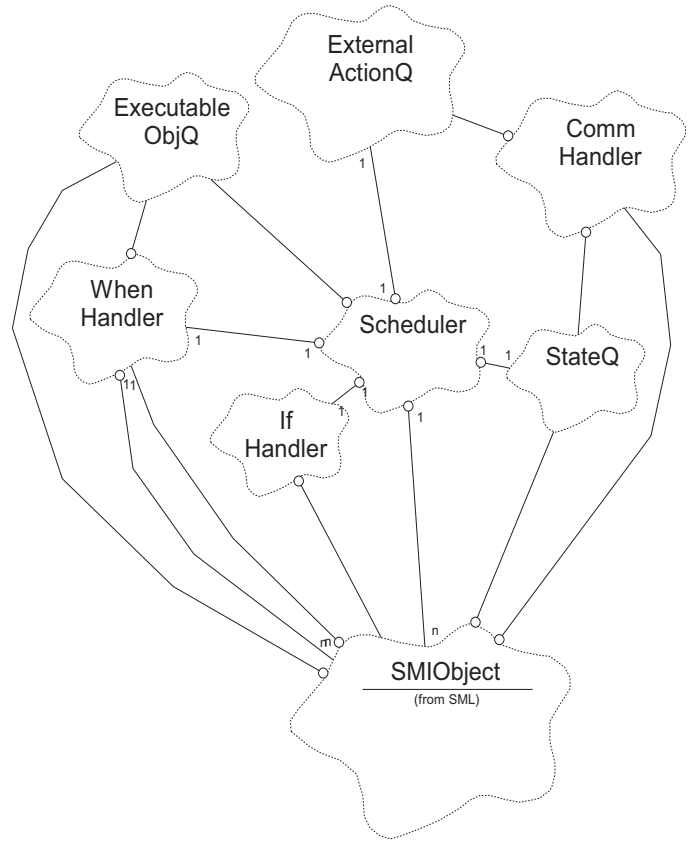 External
ActionQ
Executable
ObjQ
Comm
Handler
1
When
Handler
1
Scheduler
1
1
1
1
StateQ
11
1
1
If
Handler
1
n
m
n
SMIObject
(from SML)